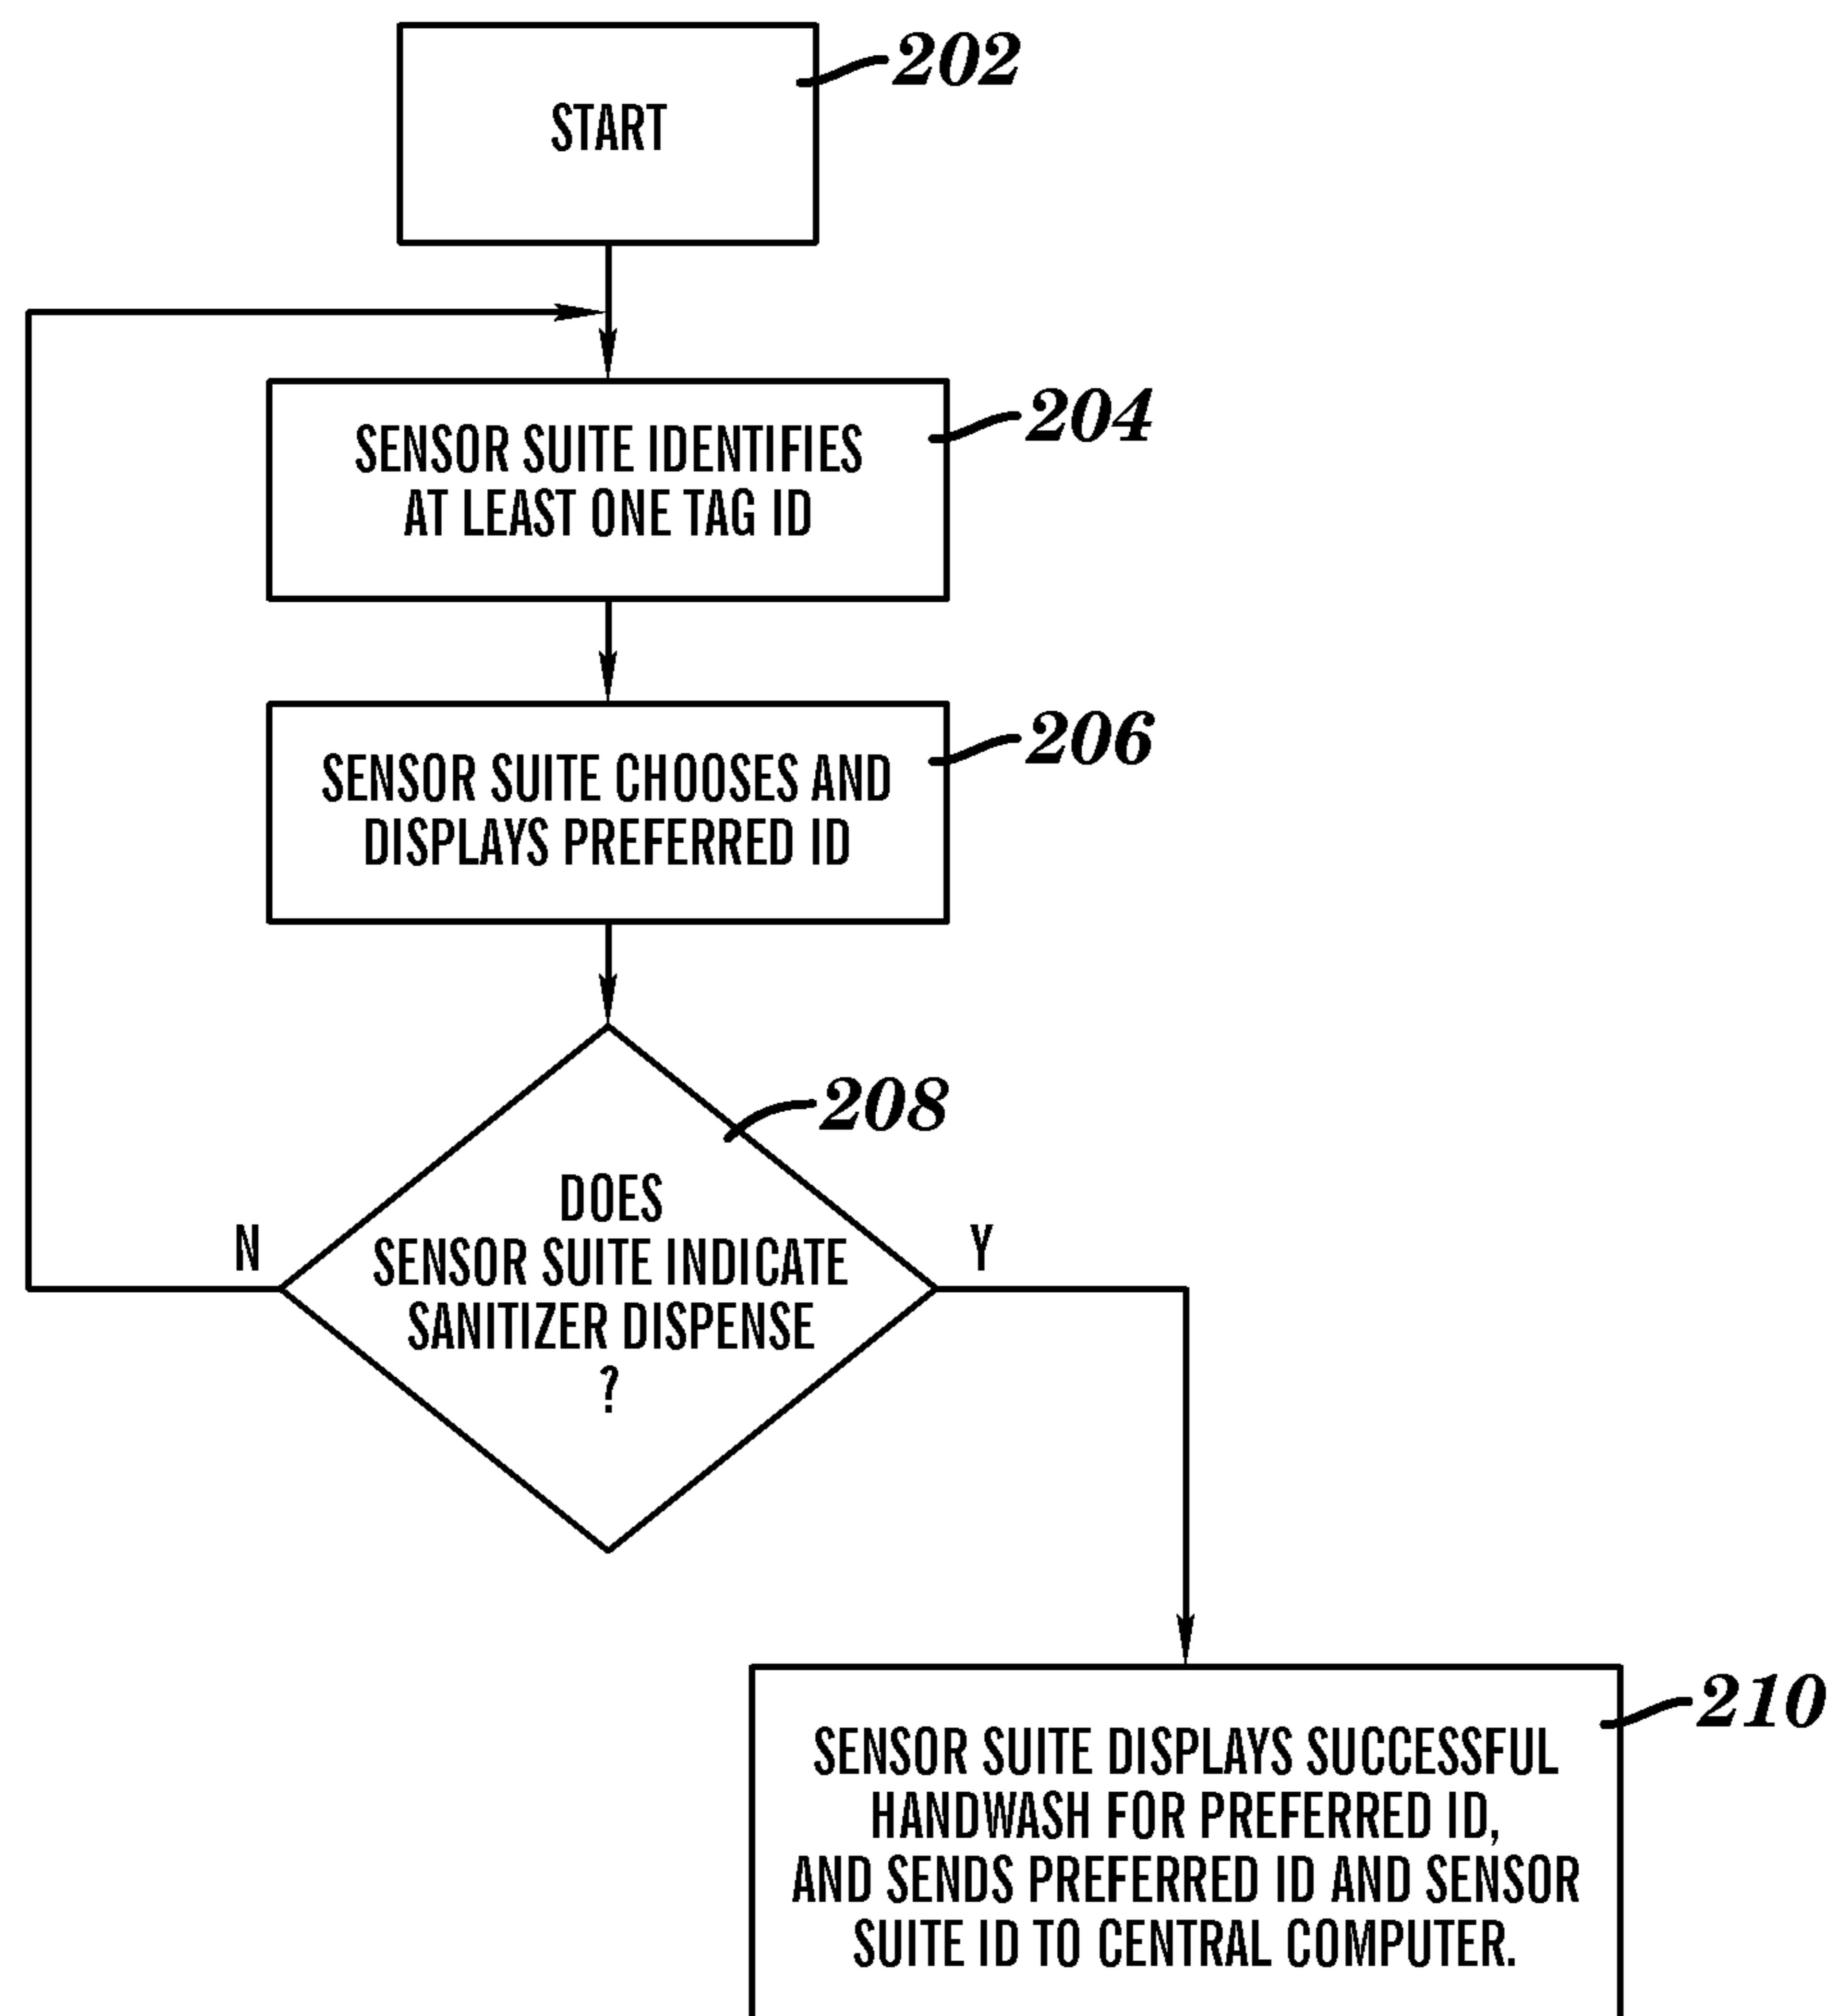 202
START
204
SENSOR SUITE IDENTIFIES
AT LEAST ONE TAG ID
206
SENSOR SUITE CHOOSES AND
DISPLAYS PREFERRED ID
208
DOES
SENSOR SUITE INDICATE
SANITIZER DISPENSE
?
N
Y
210
SENSOR SUITE DISPLAYS SUCCESSFUL
HANDWASH FOR PREFERRED ID,
AND SENDS PREFERRED ID AND SENSOR
SUITE ID TO CENTRAL COMPUTER.